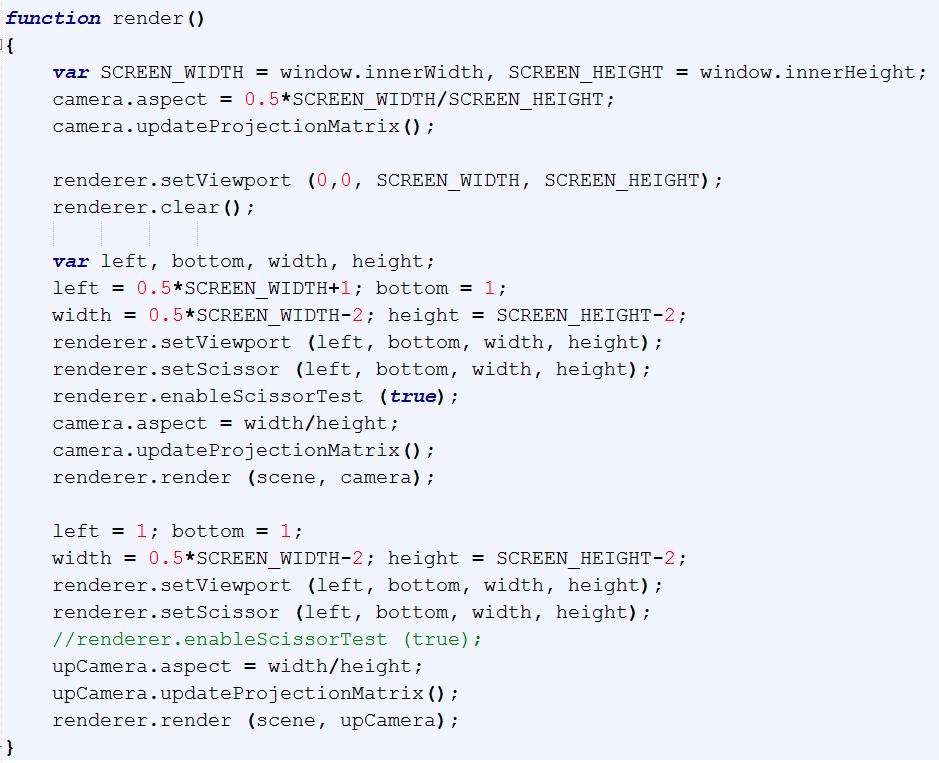 function render()
{
    var SCREEN_WIDTH = window.innerWidth, SCREEN_HEIGHT = window.innerHeight;
    camera.aspect = 0.5*SCREEN_WIDTH/SCREEN_HEIGHT;
    camera.updateProjectionMatrix();

    renderer.setViewport (0,0, SCREEN_WIDTH, SCREEN_HEIGHT);
    renderer.clear();

    var left, bottom, width, height;
    left = 0.5*SCREEN_WIDTH+1; bottom = 1;
    width = 0.5*SCREEN_WIDTH-2; height = SCREEN_HEIGHT-2;
    renderer.setViewport (left, bottom, width, height);
    renderer.setScissor (left, bottom, width, height);
    renderer.enableScissorTest (true);
    camera.aspect = width/height;
    camera.updateProjectionMatrix();
    renderer.render (scene, camera);

    left = 1; bottom = 1;
    width = 0.5*SCREEN_WIDTH-2; height = SCREEN_HEIGHT-2;
    renderer.setViewport (left, bottom, width, height);
    renderer.setScissor (left, bottom, width, height);
    //renderer.enableScissorTest (true);
    upCamera.aspect = width/height;
    upCamera.updateProjectionMatrix();
    renderer.render (scene, upCamera);
}